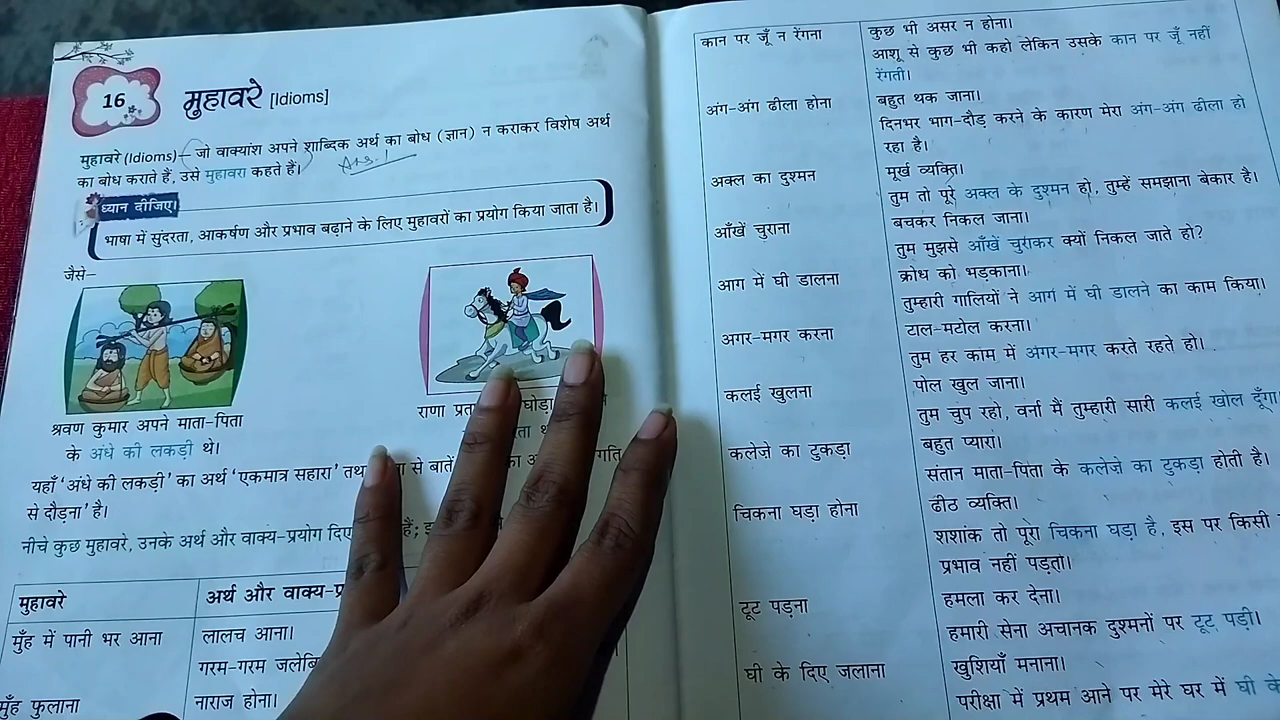 16
मुहावरे [Idioms]
मुहावरे (Idioms)— जो वाक्यांश अपने शाब्दिक अर्थ का बोध (ज्ञान) न कराकर विशेष अर्थ
का बोध कराते हैं, उसे मुहावरा कहते हैं।
Ans. 1
ध्यान दीजिए।
भाषा में सुंदरता, आकर्षण और प्रभाव बढ़ाने के लिए मुहावरों का प्रयोग किया जाता है।
जैसे–
श्रवण कुमार अपने माता-पिता
के अंधे की लकड़ी थे।
राणा घोड़ा
यहाँ 'अंधे की लकड़ी' का अर्थ 'एकमात्र सहारा' से बातें
से दौड़ना' है।
नीचे कुछ मुहावरे, उनके अर्थ और वाक्य-प्रयोग हैं;
मुहावरे
अर्थ और
मुँह में पानी भर आना
लालच आना।
गरम-गरम
मुँह फुलाना
नाराज होना।
कान पर जूँ न रेंगना
कुछ भी असर न होना।
आशू से कुछ भी कहो लेकिन उसके कान पर जूँ नहीं
रेंगती।
अंग-अंग ढीला होना
बहुत थक जाना।
दिनभर भाग-दौड़ करने के कारण मेरा अंग-अंग ढीला हो
रहा है।
अक्ल का दुश्मन
मूर्ख व्यक्ति।
तुम तो पूरे अक्ल के दुश्मन हो, तुम्हें समझाना बेकार है।
आँखें चुराना
बचकर निकल जाना।
तुम मुझसे आँखें चुराकर क्यों निकल जाते हो?
आग में घी डालना
क्रोध को भड़काना।
तुम्हारी गालियों ने आग में घी डालने का काम किया।
अगर-मगर करना
टाल-मटोल करना।
तुम हर काम में अगर-मगर करते रहते हो।
कलई खुलना
पोल खुल जाना।
तुम चुप रहो, वर्ना मैं तुम्हारी सारी कलई खोल दूँगा
कलेजे का टुकड़ा
बहुत प्यारा।
संतान माता-पिता के कलेजे का टुकड़ा होती है।
चिकना घड़ा होना
ढीठ व्यक्ति।
शशांक तो पूरा चिकना घड़ा है, इस पर किसी
प्रभाव नहीं पड़ता।
टूट पड़ना
हमला कर देना।
हमारी सेना अचानक दुश्मनों पर टूट पड़ी।
घी के दिए जलाना
खुशियाँ मनाना।
परीक्षा में प्रथम आने पर मेरे घर में घी के